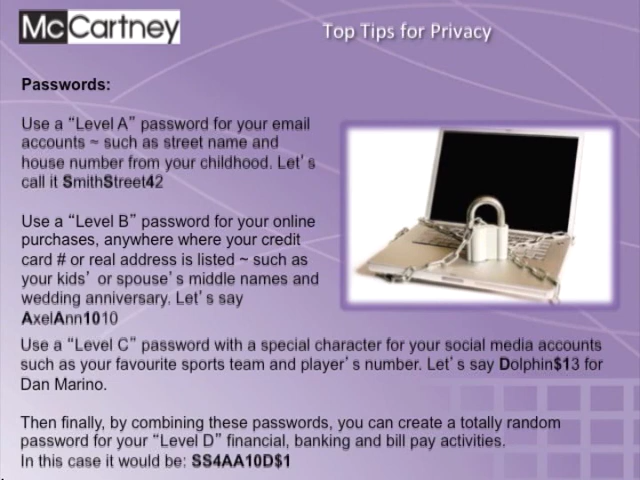 McCartney
Top Tips for Privacy
Passwords:
Use a “Level A” password for your email
accounts ~ such as street name and
house number from your childhood. Let’s
call it SmithStreet42
Use a “Level B” password for your online
purchases, anywhere where your credit
card # or real address is listed ~ such as
your kids’ or spouse’s middle names and
wedding anniversary. Let’s say
AxelAnn1010
Use a “Level C” password with a special character for your social media accounts
such as your favourite sports team and player’s number. Let’s say Dolphin$13 for
Dan Marino.
Then finally, by combining these passwords, you can create a totally random
password for your “Level D” financial, banking and bill pay activities.
In this case it would be: SS4AA10D$1